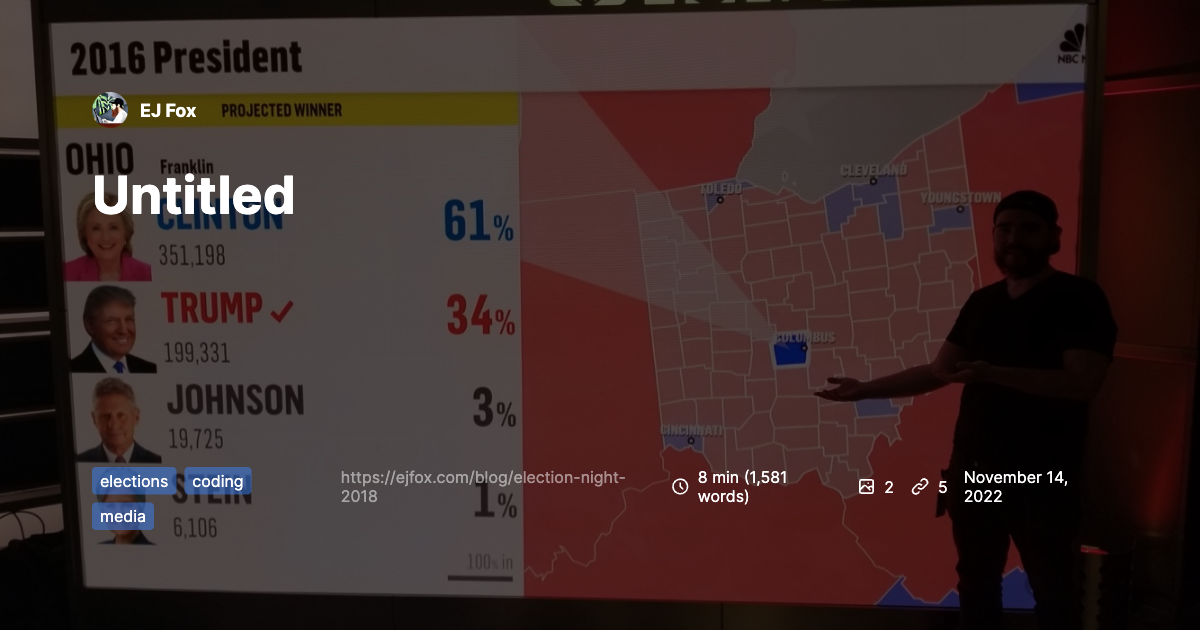 2016 President
NBC
EJ Fox
PROJECTED WINNER
OHIO
Franklin
Untitled
CLINTON
61%
351,198
TRUMP
34%
199,331
JOHNSON
3%
19,725
STEIN
1%
6,106
100% in
TOLEDO
CLEVELAND
YOUNGSTOWN
COLUMBUS
CINCINNATI
elections
coding
media
https://ejfox.com/blog/election-night-
2018
8 min (1,581
words)
2
5
November 14,
2022